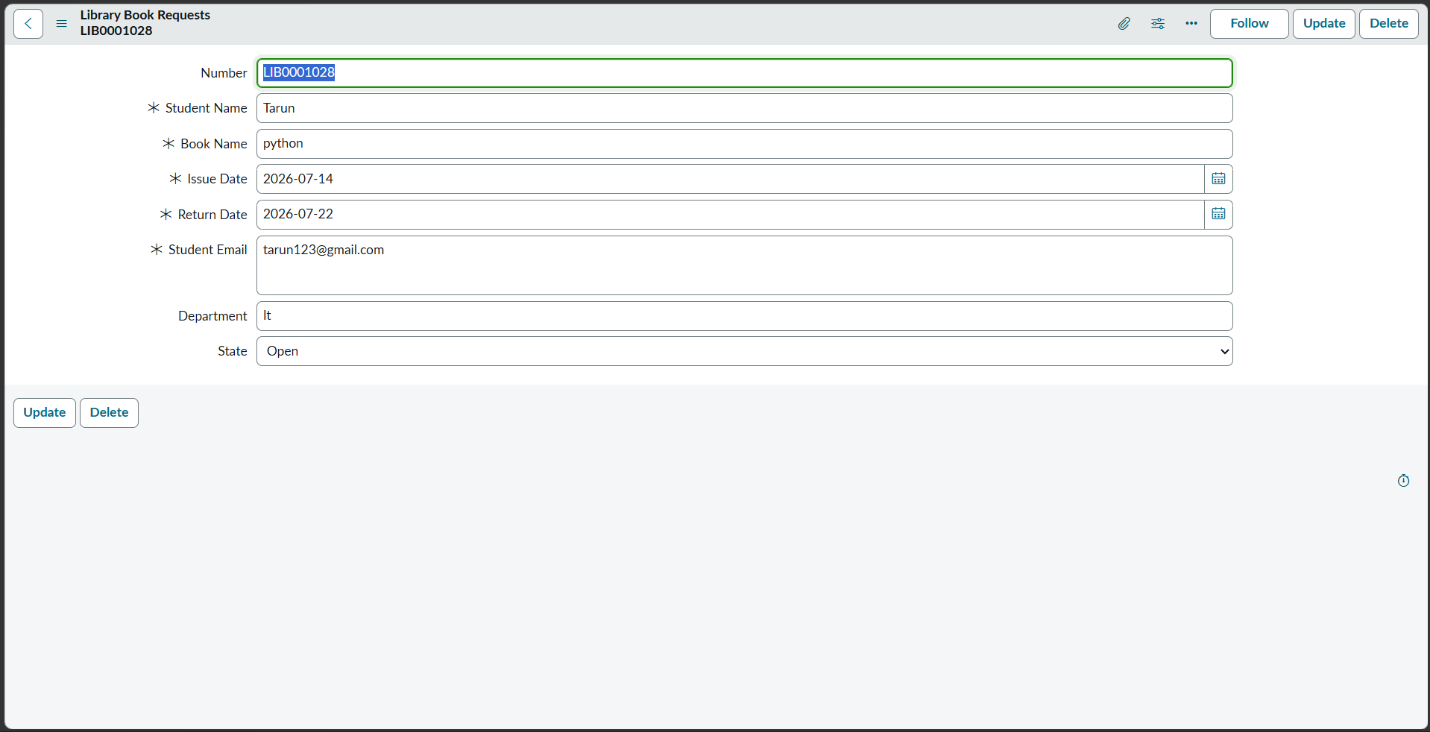 Library Book Requests
LIB0001028
Follow
Update
Delete
Number LIB0001028
Student Name Tarun
Book Name python
Issue Date 2026-07-14
Return Date 2026-07-22
Student Email tarun123@gmail.com
Department It
State Open
Update Delete